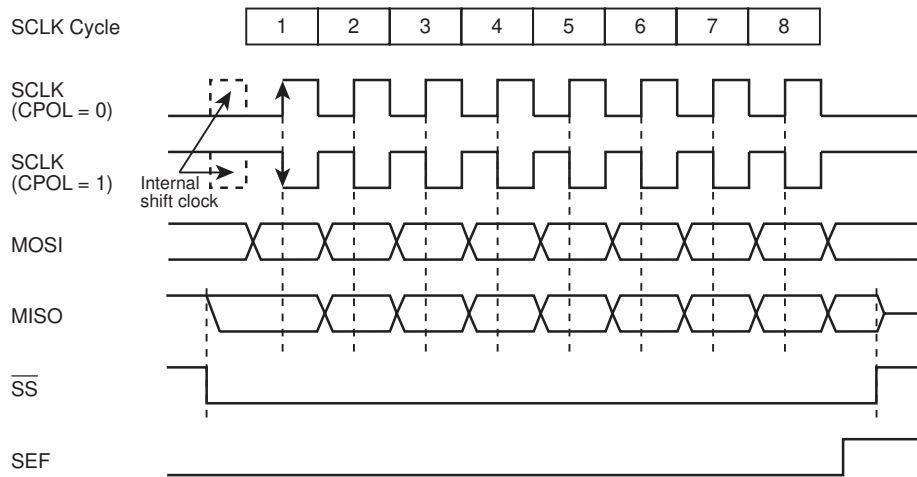 SCLK Cycle 1 2 3 4 5 6 7 8
SCLK
(CPOL = 0)
SCLK
(CPOL = 1)
Internal
shift clock
MOSI
MISO
SS
SEF